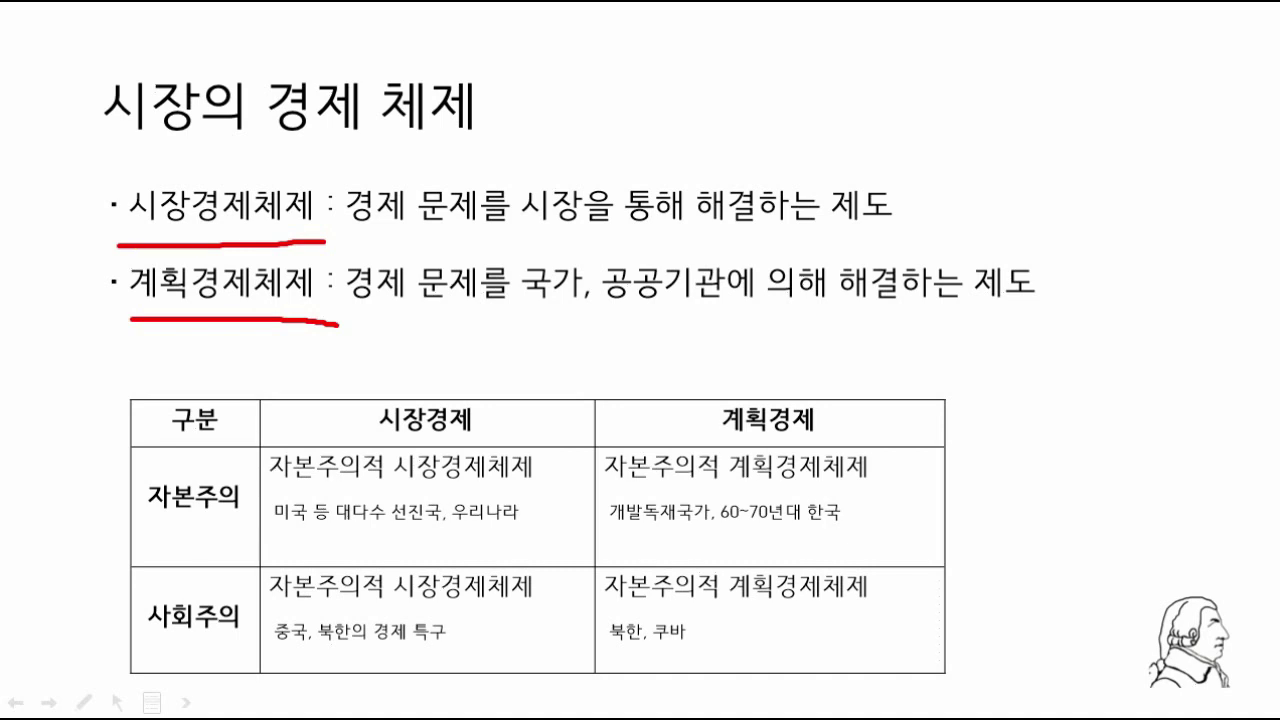 시장의 경제 체제
· 시장경제체제 : 경제 문제를 시장을 통해 해결하는 제도
· 계획경제체제 : 경제 문제를 국가, 공공기관에 의해 해결하는 제도
구분 시장경제 계획경제
자본주의적 시장경제체제 자본주의적 계획경제체제
자본주의
미국 등 대다수 선진국, 우리나라 개발독재국가, 60~70년대 한국
자본주의적 시장경제체제 자본주의적 계획경제체제
사회주의
중국, 북한의 경제 특구 북한, 쿠바